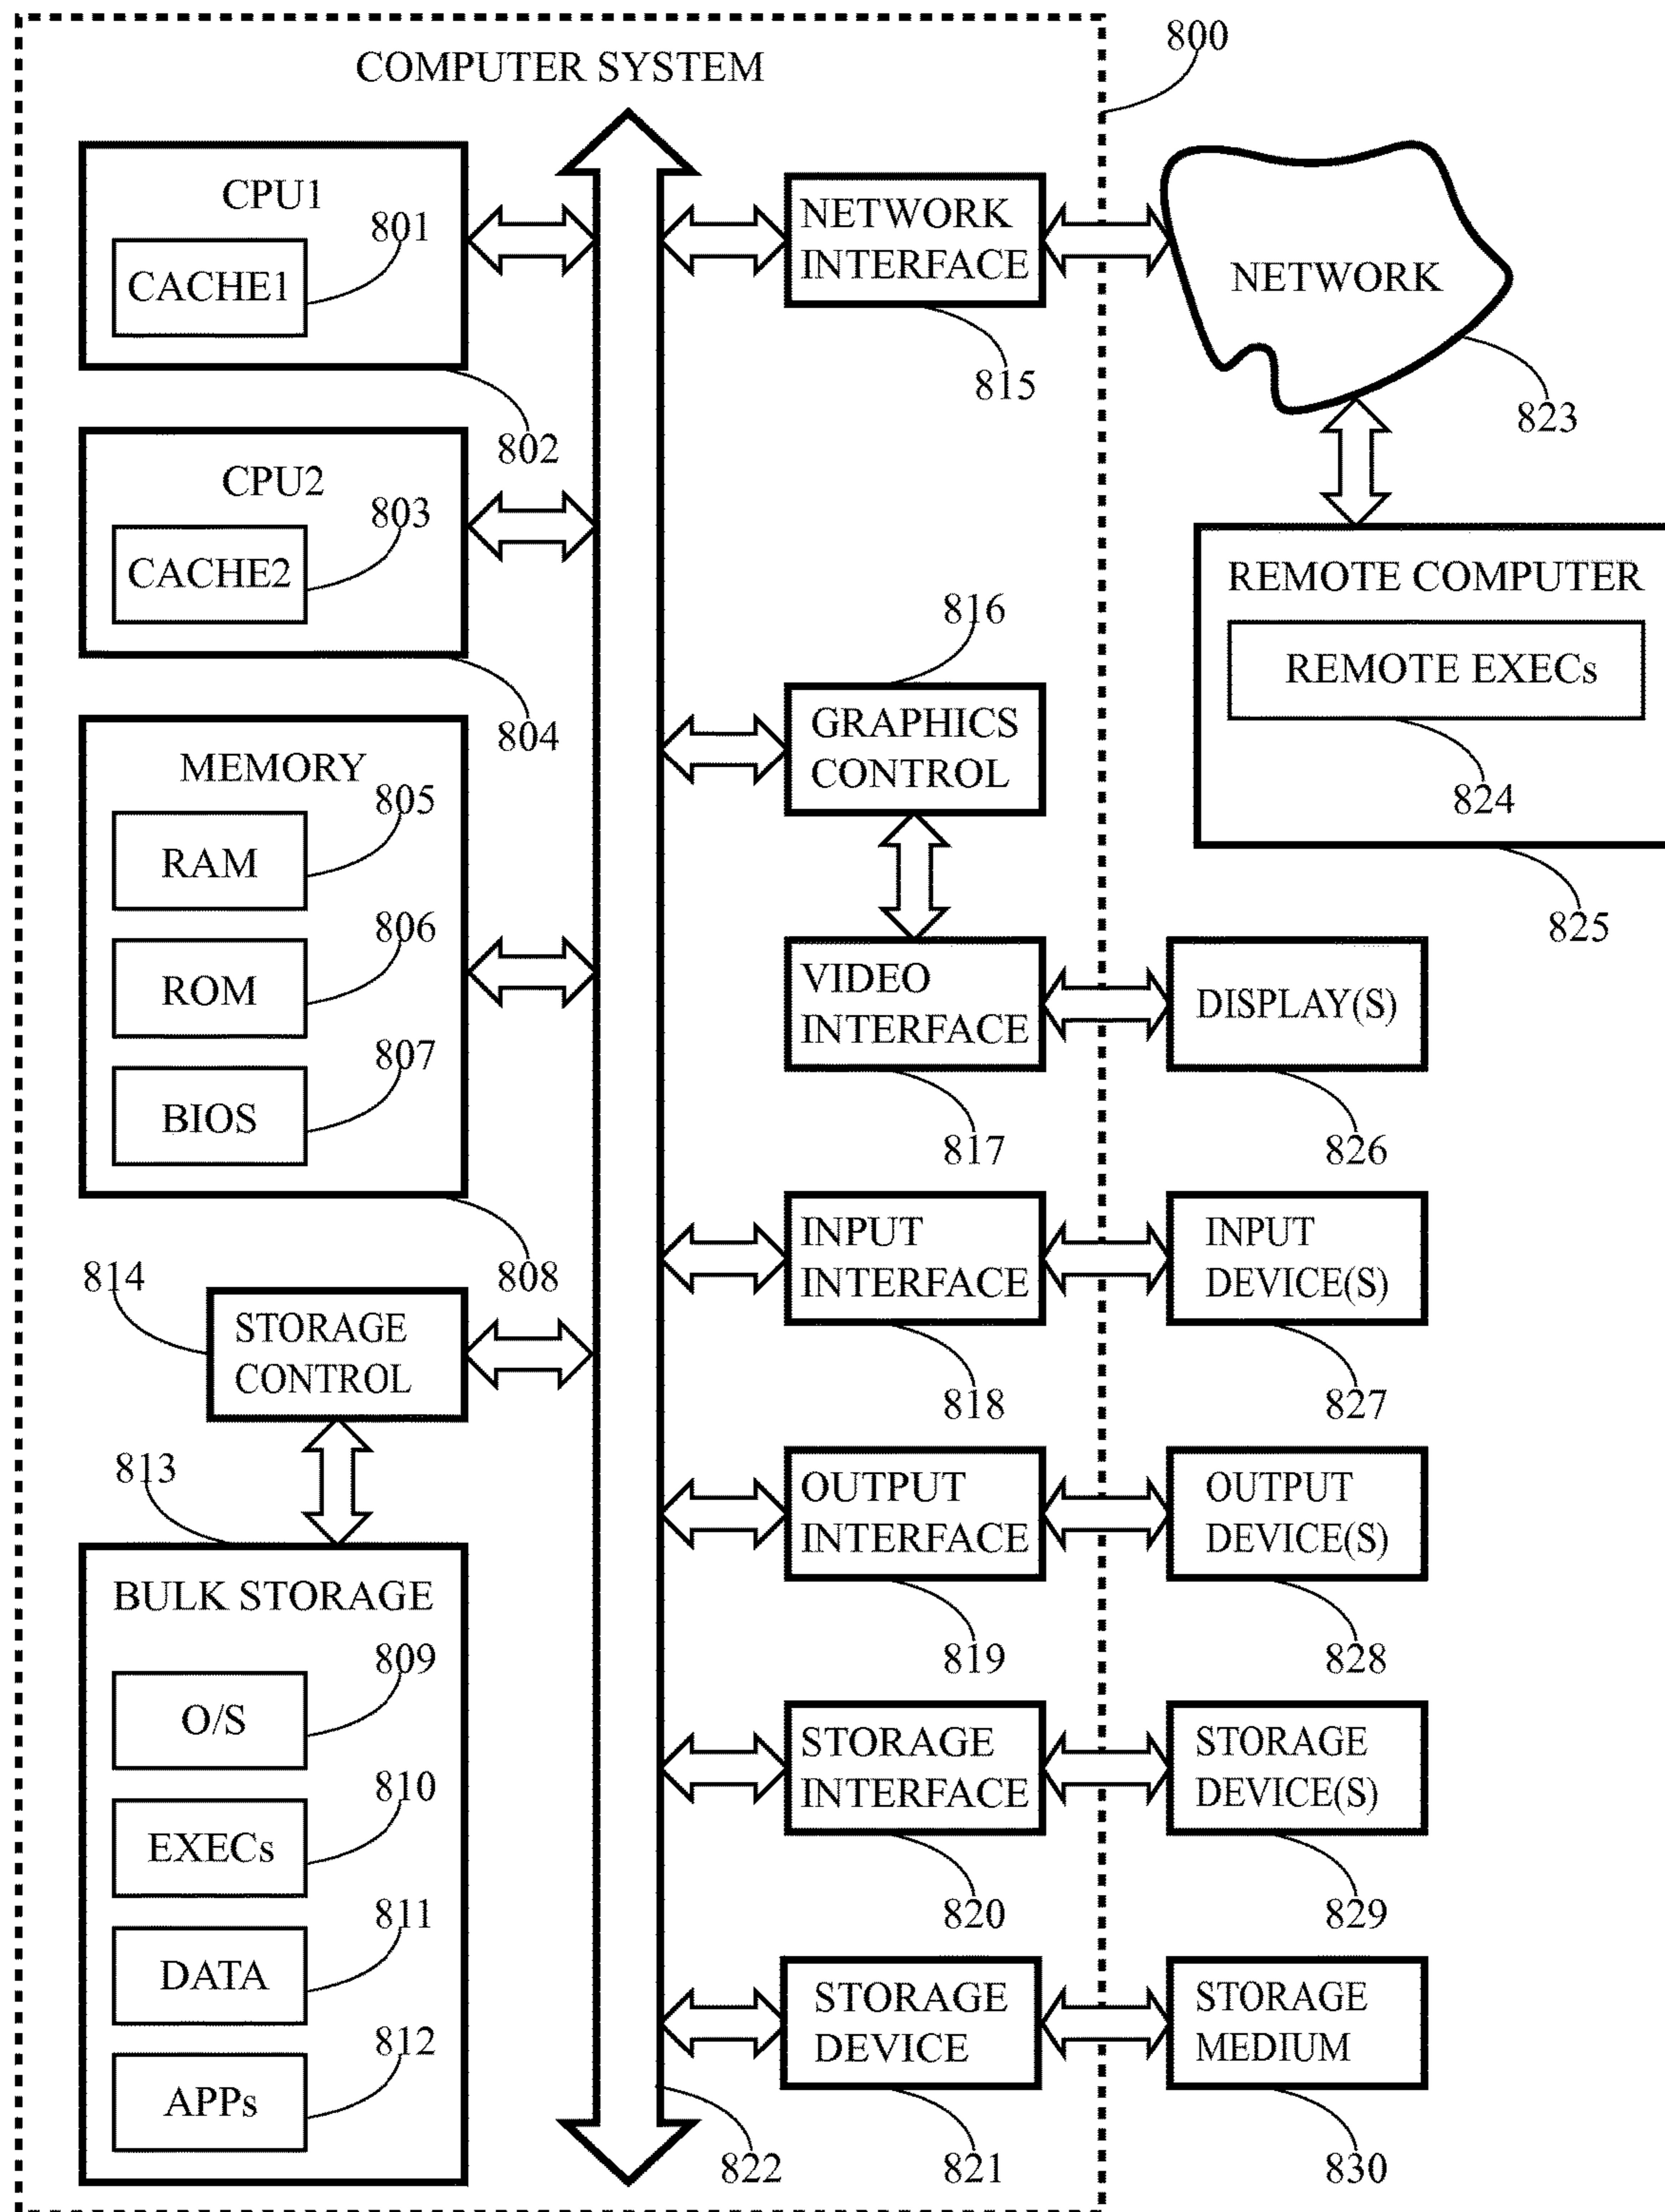 COMPUTER SYSTEM
800
CPU1
801
CACHE1
802
CPU2
803
CACHE2
804
MEMORY
805
RAM
806
ROM
807
BIOS
808
814
STORAGE
CONTROL
813
BULK STORAGE
809
O/S
810
EXECs
811
DATA
812
APPs
822
NETWORK
INTERFACE
815
NETWORK
823
REMOTE COMPUTER
REMOTE EXECs
824
825
816
GRAPHICS
CONTROL
VIDEO
INTERFACE
817
DISPLAY(S)
826
INPUT
INTERFACE
818
INPUT
DEVICE(S)
827
OUTPUT
INTERFACE
819
OUTPUT
DEVICE(S)
828
STORAGE
INTERFACE
820
STORAGE
DEVICE(S)
829
STORAGE
DEVICE
821
STORAGE
MEDIUM
830